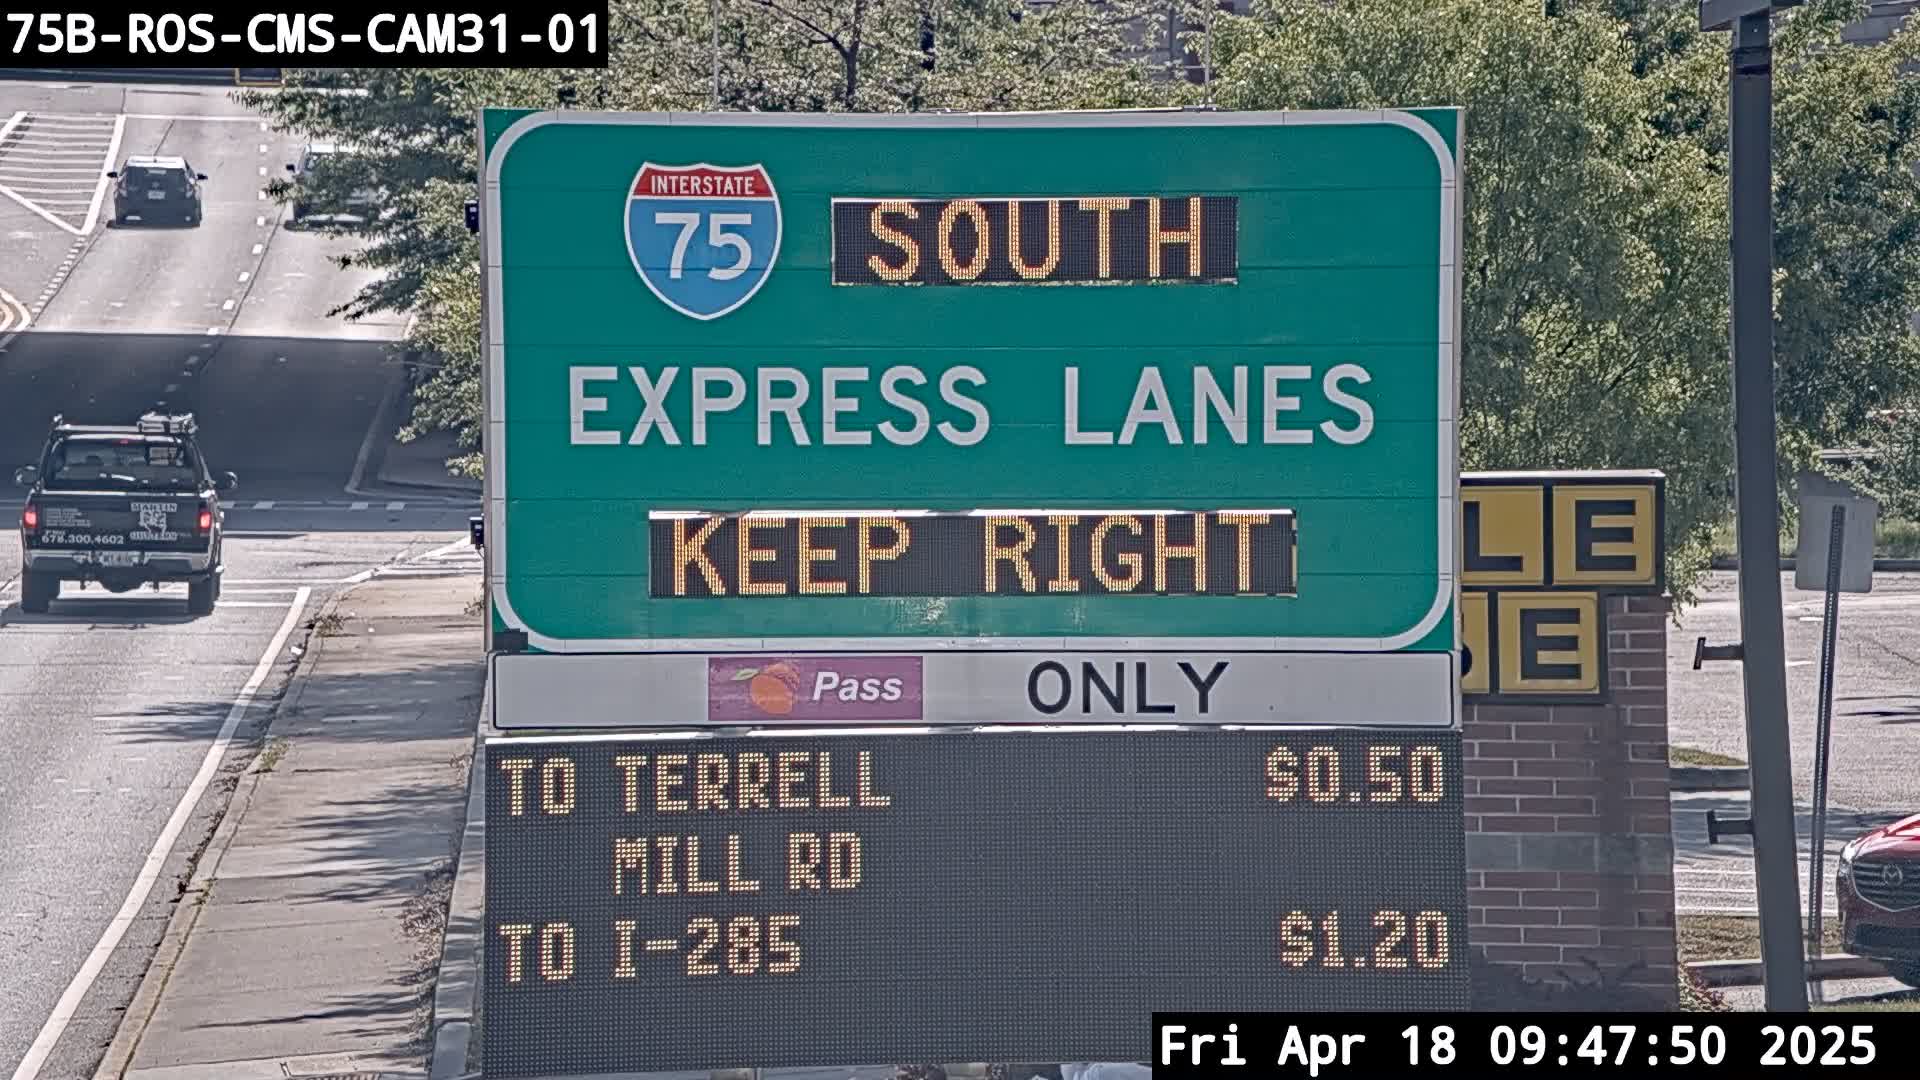 75B-ROS-CMS-CAM31-01
INTERSTATE
75
SOUTH
EXPRESS LANES
KEEP RIGHT
Pass ONLY
TO TERRELL $0.50
MILL RD
TO I-285 $1.20
LE
E
MARTIN
678.300.4602
Fri Apr 18 09:47:50 2025